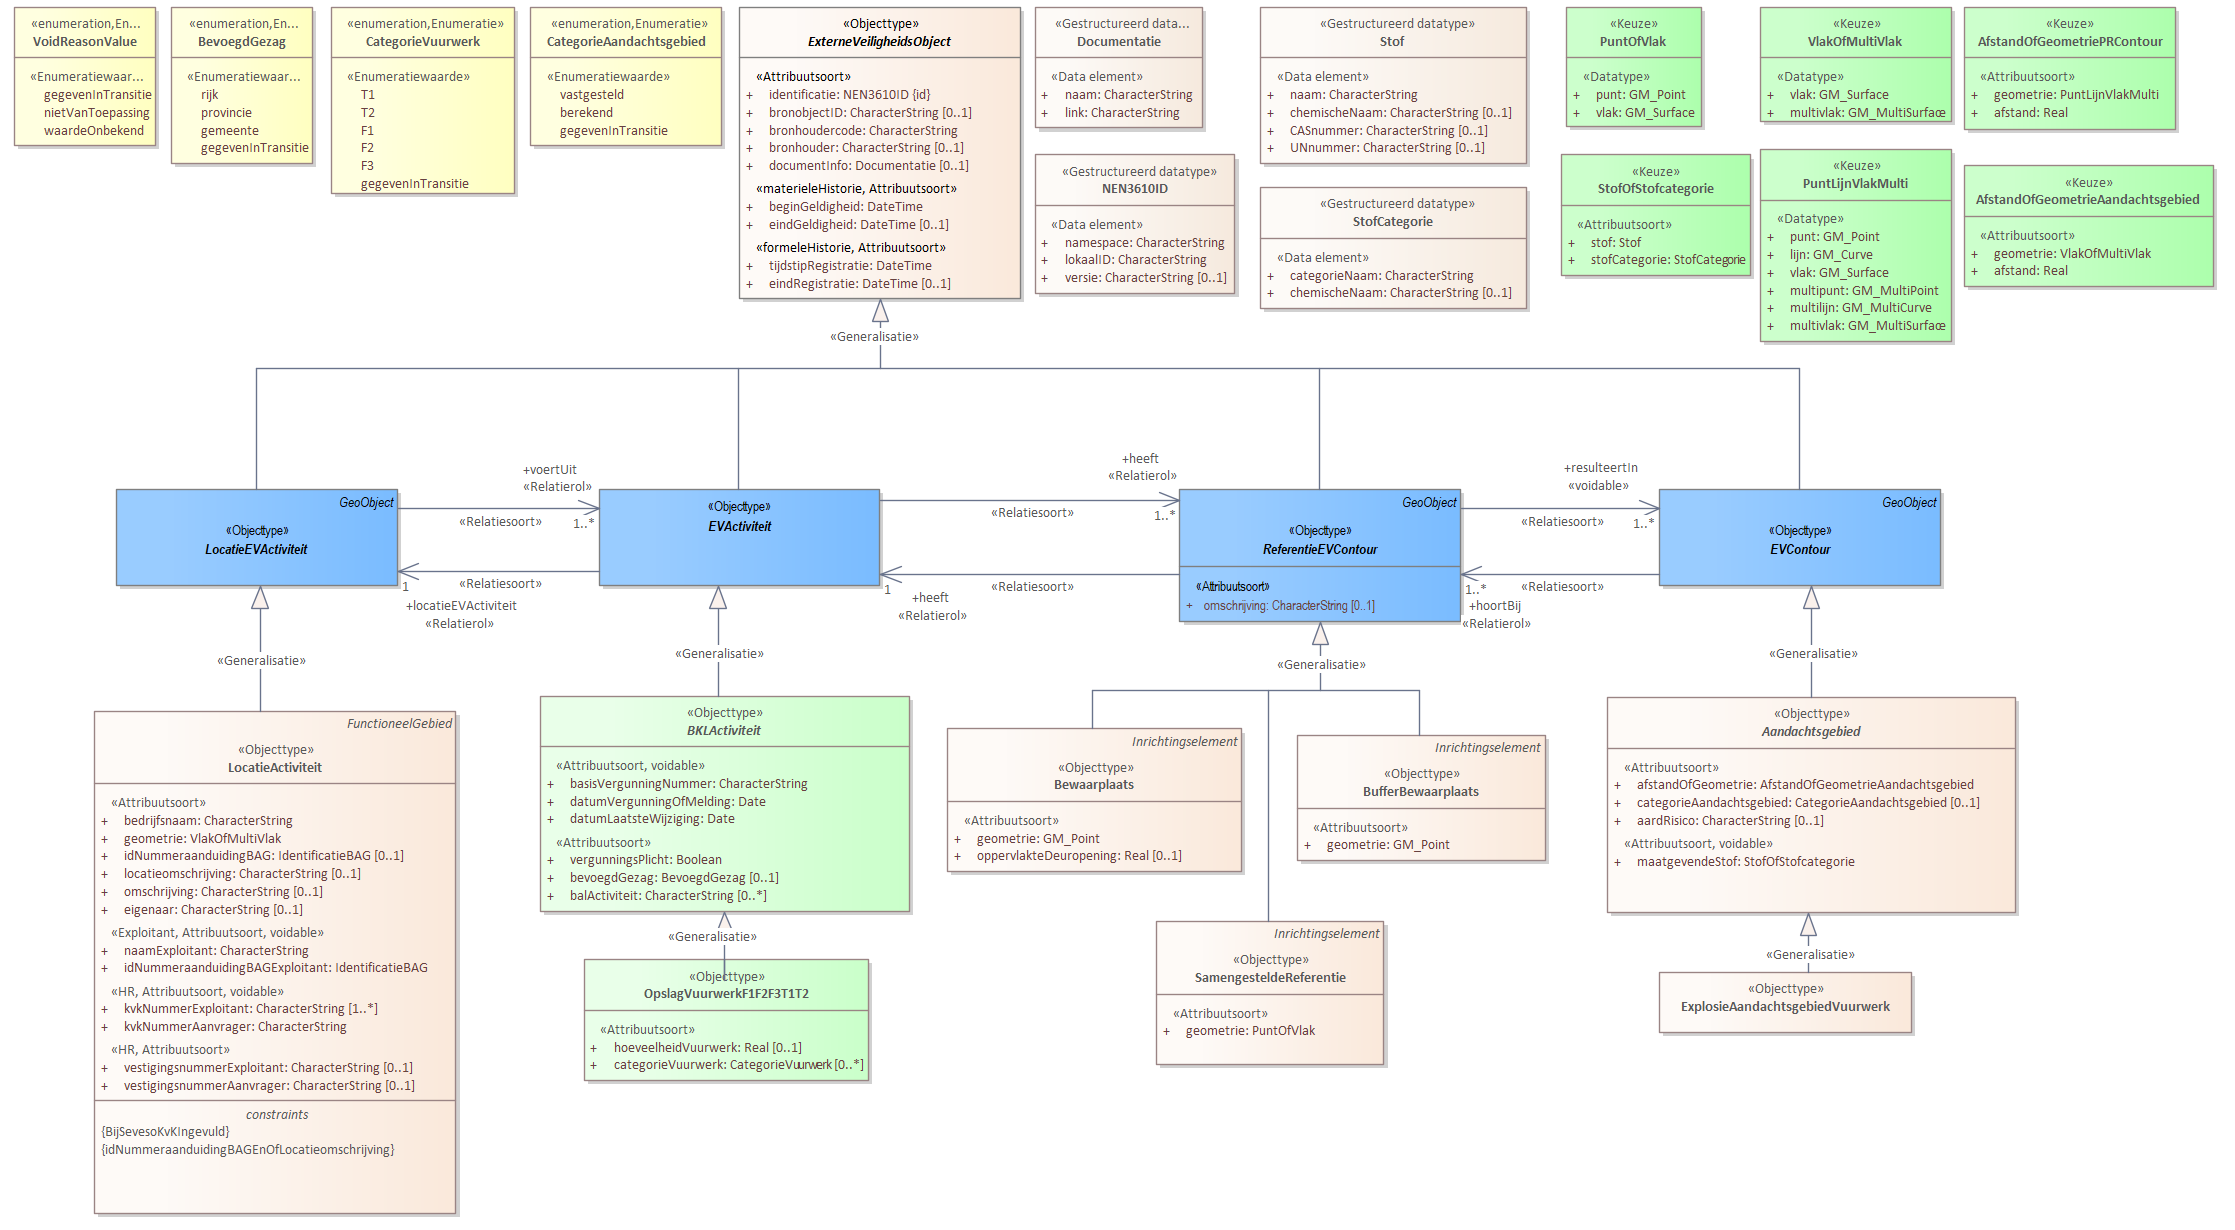 «enumeration,En...
VoidReasonValue
«Enumeratiewaar...
gegevenInTransitie
nietVanToepassing
waardeOnbekend
«enumeration,En...
BevoegdGezag
«Enumeratiewaar...
rijk
provincie
gemeente
gegevenInTransitie
«enumeration,Enumeratie»
CategorieVuurwerk
«Enumeratiewaarde»
T1
T2
F1
F2
F3
gegevenInTransitie
«enumeration,Enumeratie»
CategorieAandachtsgebied
«Enumeratiewaarde»
vastgesteld
berekend
gegevenInTransitie
«Objecttype»
ExterneVeiligheidsObject
«Attribuutsoort»
+ identificatie: NEN3610ID {id}
+ bronobjectID: CharacterString [0..1]
+ bronhoudercode: CharacterString
+ bronhouder: CharacterString [0..1]
+ documentInfo: Documentatie [0..1]
«materieleHistorie, Attribuutsoort»
+ beginGeldigheid: DateTime
+ eindGeldigheid: DateTime [0..1]
«formeleHistorie, Attribuutsoort»
+ tijdstipRegistratie: DateTime
+ eindRegistratie: DateTime [0..1]
«Gestructureerd data...
Documentatie
«Data element»
+ naam: CharacterString
+ link: CharacterString
«Gestructureerd datatype»
NEN3610ID
«Data element»
+ namespace: CharacterString
+ lokaalID: CharacterString
+ versie: CharacterString [0..1]
«Gestructureerd datatype»
Stof
«Data element»
+ naam: CharacterString
+ chemischeNaam: CharacterString [0..1]
+ CASnummer: CharacterString [0..1]
+ UNnummer: CharacterString [0..1]
«Gestructureerd datatype»
StofCategorie
«Data element»
+ categorieNaam: CharacterString
+ chemischeNaam: CharacterString [0..1]
«Keuze»
PuntOfVlak
«Datatype»
+ punt: GM_Point
+ vlak: GM_Surface
«Keuze»
StofOfStofcategorie
«Attribuutsoort»
+ stof: Stof
+ stofCategorie: StofCategorie
«Keuze»
VlakOfMultiVlak
«Datatype»
+ vlak: GM_Surface
+ multivlak: GM_MultiSurface
«Keuze»
PuntLijnVlakMulti
«Datatype»
+ punt: GM_Point
+ lijn: GM_Curve
+ vlak: GM_Surface
+ multipunt: GM_MultiPoint
+ multilijn: GM_MultiCurve
+ multivlak: GM_MultiSurface
«Keuze»
AfstandOfGeometriePRContour
«Attribuutsoort»
+ geometrie: PuntLijnVlakMulti
+ afstand: Real
«Keuze»
AfstandOfGeometrieAandachtsgebied
«Attribuutsoort»
+ geometrie: VlakOfMultiVlak
+ afstand: Real
«Generalisatie»
GeoObject
«Objecttype»
LocatieEVActiviteit
+voertUit
«Relatierol»
«Relatiesoort»
1..*
«Relatiesoort»
1
+locatieEVActiviteit
«Relatierol»
«Objecttype»
EVActiviteit
+heeft
«Relatierol»
«Relatiesoort»
1..*
«Relatiesoort»
1
+heeft
«Relatierol»
GeoObject
«Objecttype»
ReferentieEVContour
«Attribuutsoort»
+ omschrijving: CharacterString [0..1]
+resulteertIn
«voidable»
«Relatiesoort»
1..*
«Relatiesoort»
1..*
+hoortBij
«Relatierol»
GeoObject
«Objecttype»
EVContour
«Generalisatie»
«Generalisatie»
«Generalisatie»
«Generalisatie»
FunctioneelGebied
«Objecttype»
LocatieActiviteit
«Attribuutsoort»
+ bedrijfsnaam: CharacterString
+ geometrie: VlakOfMultiVlak
+ idNummeraanduidingBAG: IdentificatieBAG [0..1]
+ locatieomschrijving: CharacterString [0..1]
+ omschrijving: CharacterString [0..1]
+ eigenaar: CharacterString [0..1]
«Exploitant, Attribuutsoort, voidable»
+ naamExploitant: CharacterString
+ idNummeraanduidingBAGExploitant: IdentificatieBAG
«HR, Attribuutsoort, voidable»
+ kvkNummerExploitant: CharacterString [1..*]
+ kvkNummerAanvrager: CharacterString
«HR, Attribuutsoort»
+ vestigingsnummerExploitant: CharacterString [0..1]
+ vestigingsnummerAanvrager: CharacterString [0..1]
constraints
{BijSevesoKvKIngevuld}
{idNummeraanduidingBAGEnOfLocatieomschrijving}
«Objecttype»
BKLActiviteit
«Attribuutsoort, voidable»
+ basisVergunningNummer: CharacterString
+ datumVergunningOfMelding: Date
+ datumLaatsteWijziging: Date
«Attribuutsoort»
+ vergunningsPlicht: Boolean
+ bevoegdGezag: BevoegdGezag [0..1]
+ balActiviteit: CharacterString [0..*]
«Generalisatie»
«Objecttype»
OpslagVuurwerkF1F2F3T1T2
«Attribuutsoort»
+ hoeveelheidVuurwerk: Real [0..1]
+ categorieVuurwerk: CategorieVuurwerk [0..*]
Inrichtingselement
«Objecttype»
Bewaarplaats
«Attribuutsoort»
+ geometrie: GM_Point
+ oppervlakteDeuropening: Real [0..1]
Inrichtingselement
«Objecttype»
BufferBewaarplaats
«Attribuutsoort»
+ geometrie: GM_Point
Inrichtingselement
«Objecttype»
SamengesteldeReferentie
«Attribuutsoort»
+ geometrie: PuntOfVlak
«Objecttype»
Aandachtsgebied
«Attribuutsoort»
+ afstandOfGeometrie: AfstandOfGeometrieAandachtsgebied
+ categorieAandachtsgebied: CategorieAandachtsgebied [0..1]
+ aardRisico: CharacterString [0..1]
«Attribuutsoort, voidable»
+ maatgevendeStof: StofOfStofcategorie
«Generalisatie»
«Objecttype»
ExplosieAandachtsgebiedVuurwerk